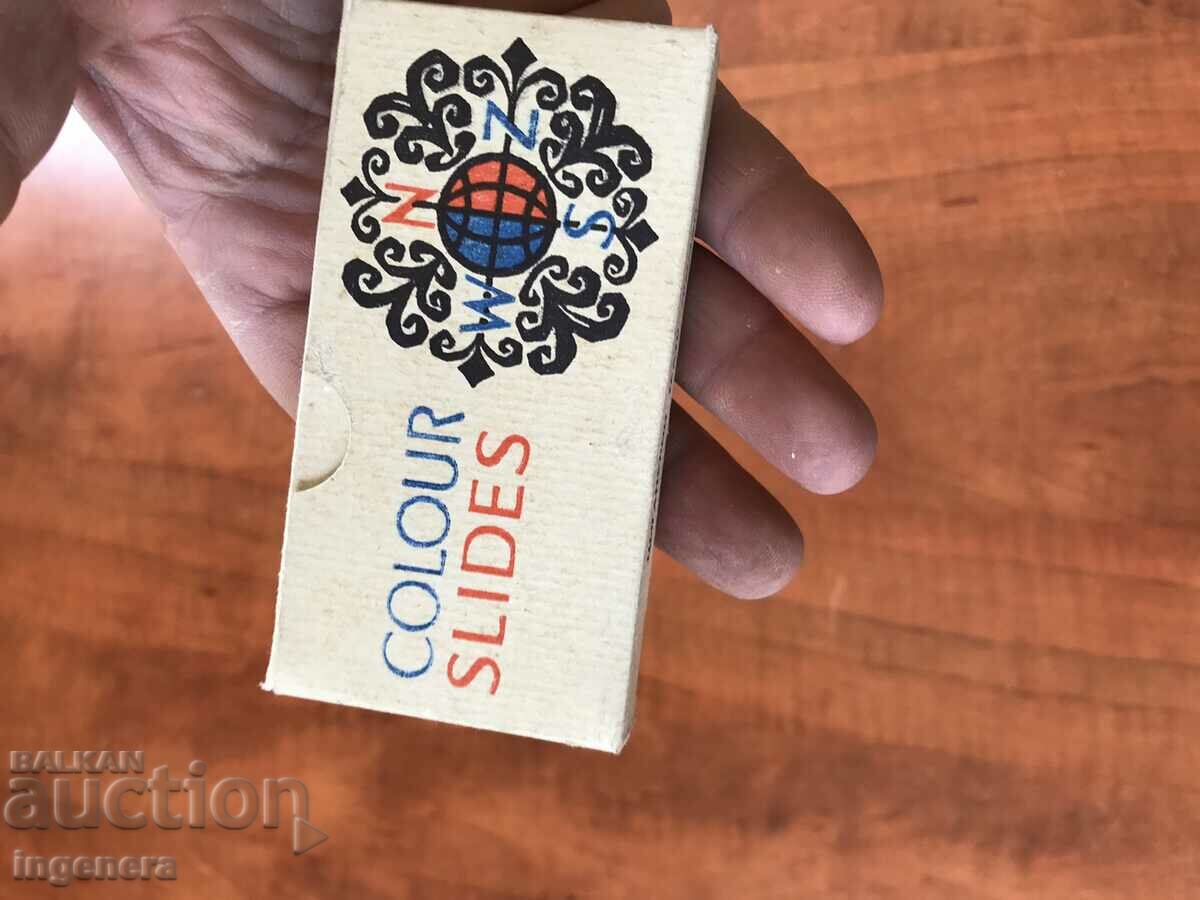 N
Z
S
W
COLOUR
SLIDES
BALKAN
auction
ingenera